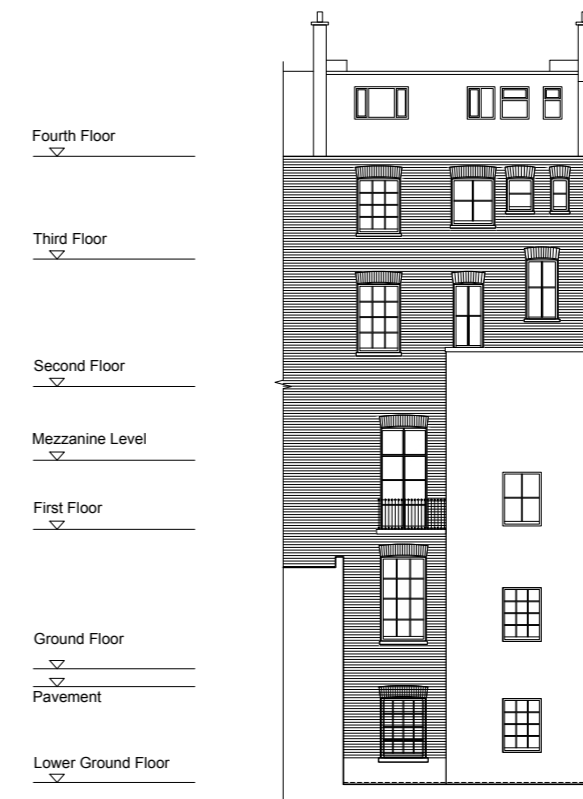 Fourth Floor
Third Floor
Second Floor
Mezzanine Level
First Floor
Ground Floor
Pavement
Lower Ground Floor